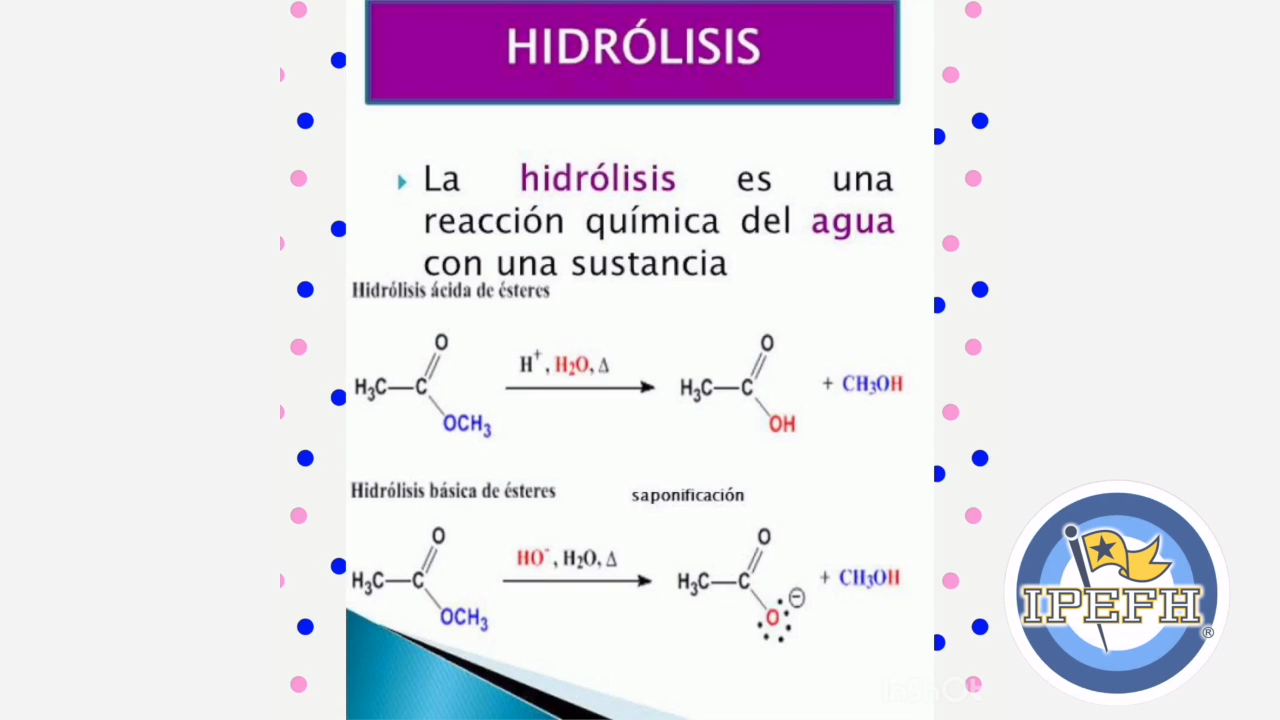 HIDRÓLISIS
La hidrólisis es una
reacción química del agua
con una sustancia
Hidrólisis ácida de ésteres
O
H⁺, H₂O, Δ
H₃C—C
OCH₃
O
H₃C—C
OH
+ CH₃OH
Hidrólisis básica de ésteres
saponificación
O
HO⁻, H₂O, Δ
H₃C—C
OCH₃
O
H₃C—C
O
⊖
+ CH₃OH
IPEFH
®
InShOt